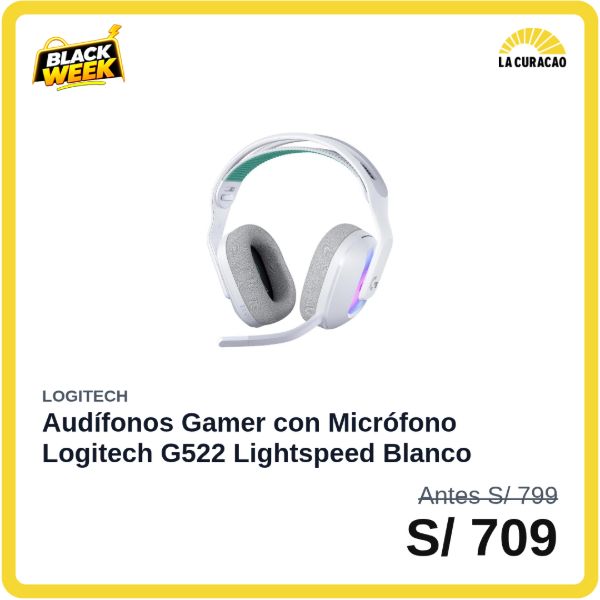 BLACK
WEEK
LA CURACAO
LOGITECH
Audífonos Gamer con Micrófono
Logitech G522 Lightspeed Blanco
Antes S/ 799
S/ 709